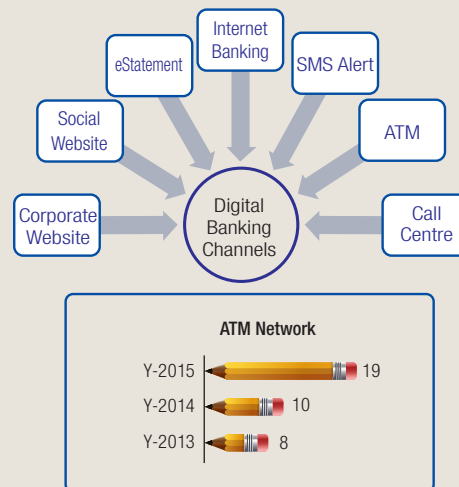 Internet
Banking
eStatement
SMS Alert
Social
Website
ATM
Corporate
Website
Digital
Banking
Channels
Call
Centre
ATM Network
Y-2015 19
Y-2014 10
Y-2013 8